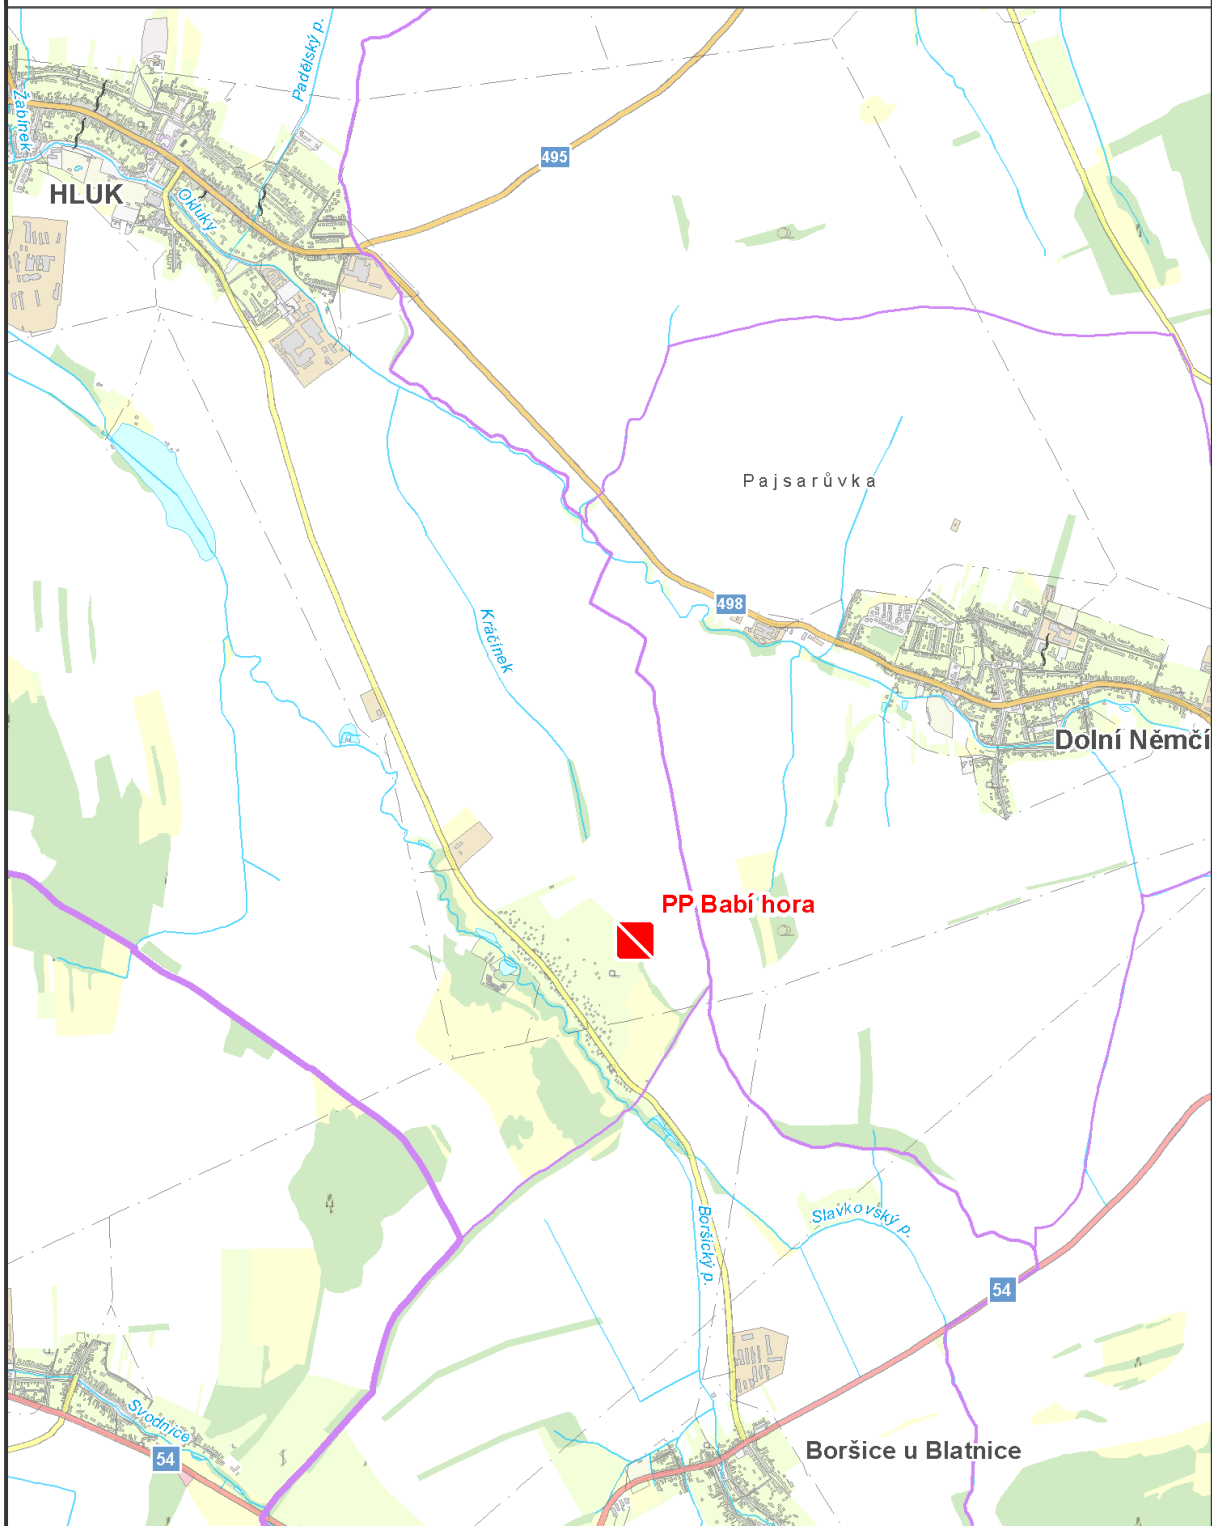 Padělský p.
Žabínek
495
HLUK
Okluky
Pajsarůvka
498
Kráčínek
Dolní Němčí
PP Babí hora
Boršický p.
Slavkovský p.
54
Svodnice
54
Boršice u Blatnice